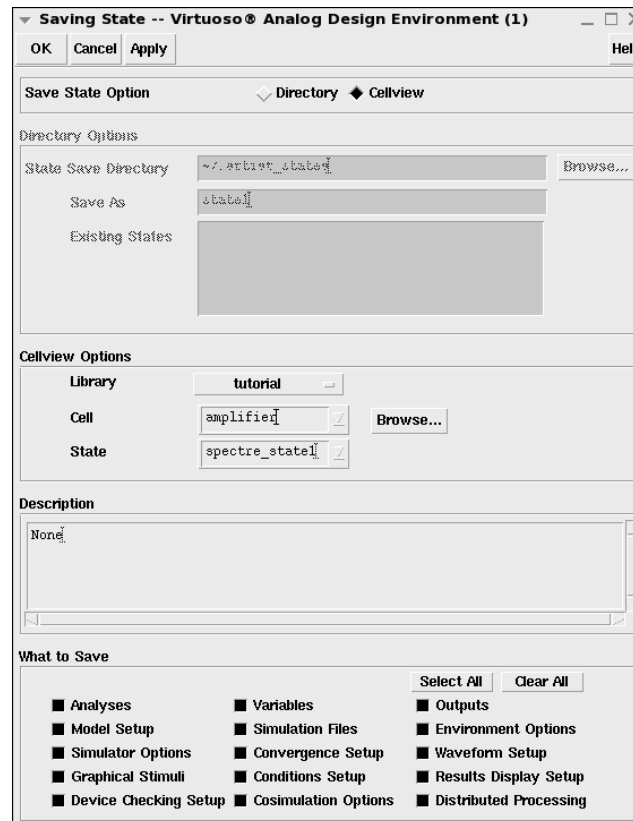 Saving State -- Virtuoso® Analog Design Environment (1)
OK Cancel Apply Hel
Save State Option Directory Cellview
Directory Options
State Save Directory ~/.artist_states Browse...
Save As state1
Existing States
Cellview Options
Library tutorial
Cell amplifier Browse...
State spectre_state1
Description
None
What to Save
Select All Clear All
Analyses Variables Outputs
Model Setup Simulation Files Environment Options
Simulator Options Convergence Setup Waveform Setup
Graphical Stimuli Conditions Setup Results Display Setup
Device Checking Setup Cosimulation Options Distributed Processing